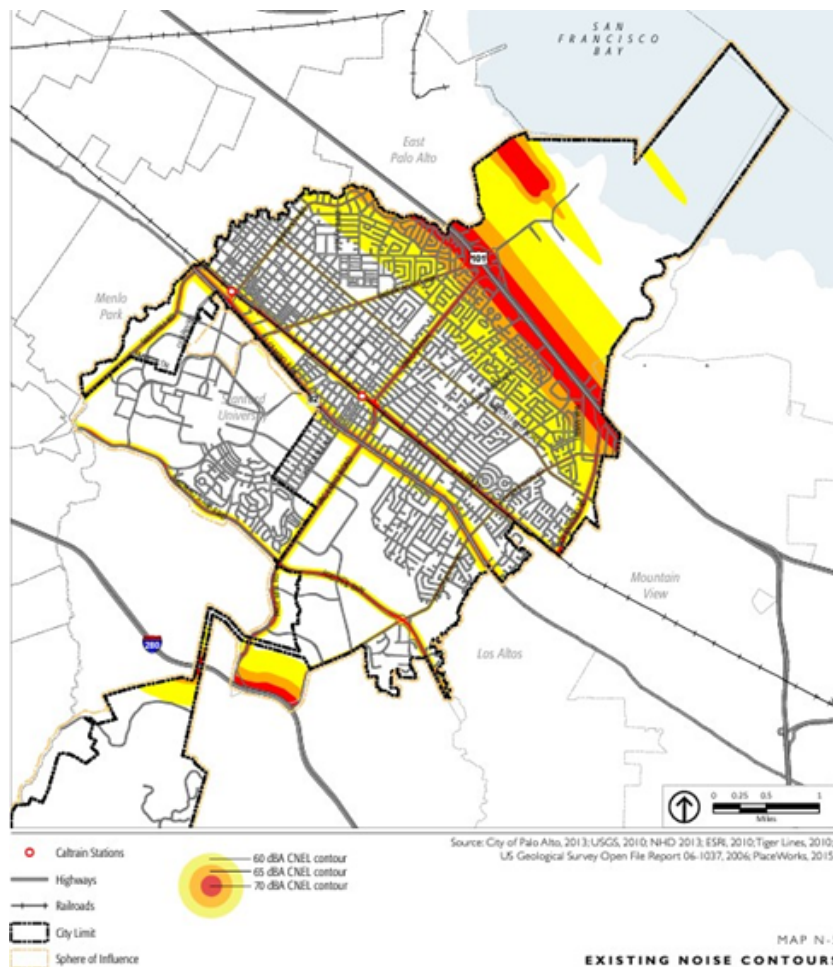 SAN
FRANCISCO
BAY
East
Palo Alto
101
Menlo
Park
Stanford
University
82
Mountain
View
Los Altos
280
0 0.25 0.5 1
Miles
Source: City of Palo Alto, 2013; USGS, 2010; NHD 2013; ESRI, 2010; Tiger Lines, 2010;
US Geological Survey Open File Report 06-1037, 2006; PlaceWorks, 2015
Caltrain Stations
Highways
Railroads
City Limit
Sphere of Influence
60 dBA CNEL contour
65 dBA CNEL contour
70 dBA CNEL contour
MAP N-
EXISTING NOISE CONTOURS